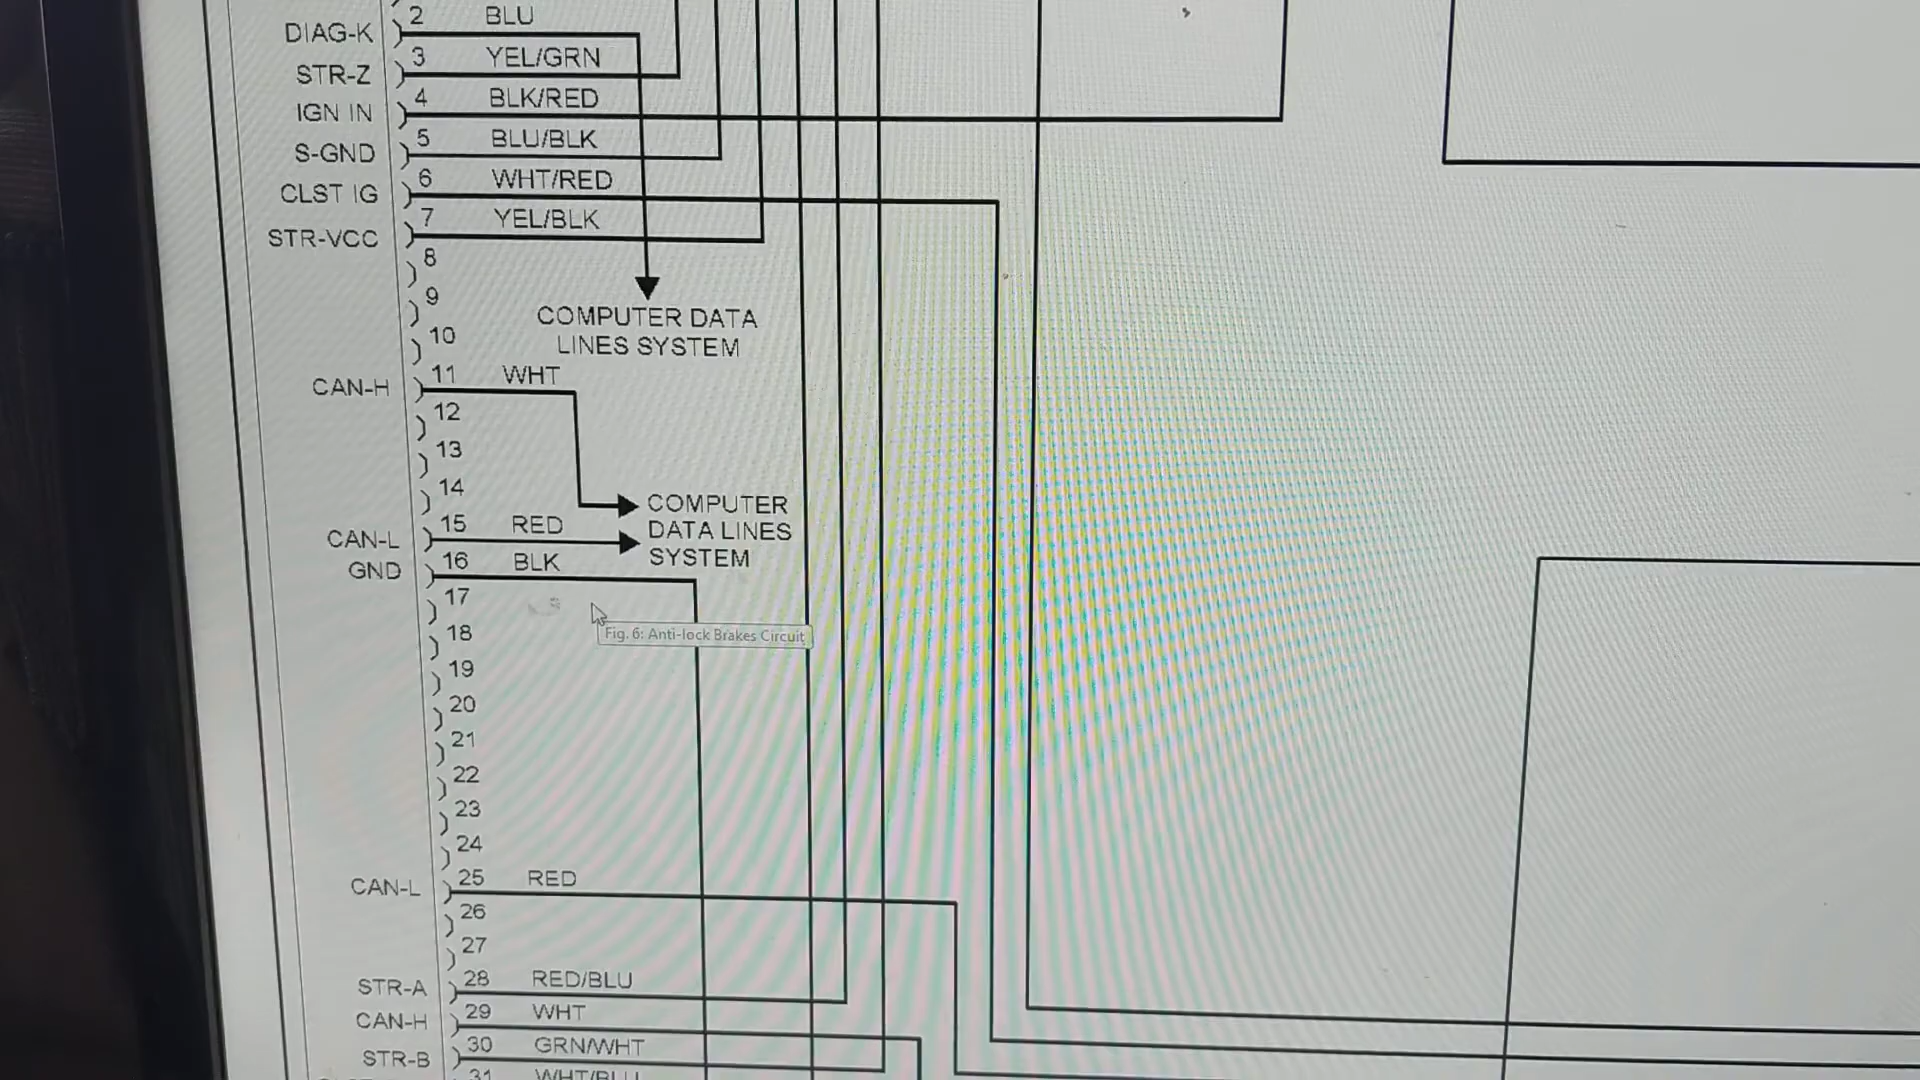 2 BLU
DIAG-K
3 YEL/GRN
STR-Z
4 BLK/RED
IGN IN
5 BLU/BLK
S-GND
6 WHT/RED
CLST IG
7 YEL/BLK
STR-VCC
8
9
COMPUTER DATA
LINES SYSTEM
10
11 WHT
CAN-H
12
13
14
COMPUTER
DATA LINES
SYSTEM
15 RED
CAN-L
16 BLK
GND
17
Fig. 6: Anti-lock Brakes Circuit
18
19
20
21
22
23
24
25 RED
CAN-L
26
27
28 RED/BLU
STR-A
29 WHT
CAN-H
30 GRN/WHT
STR-B
31 WHT/BLU